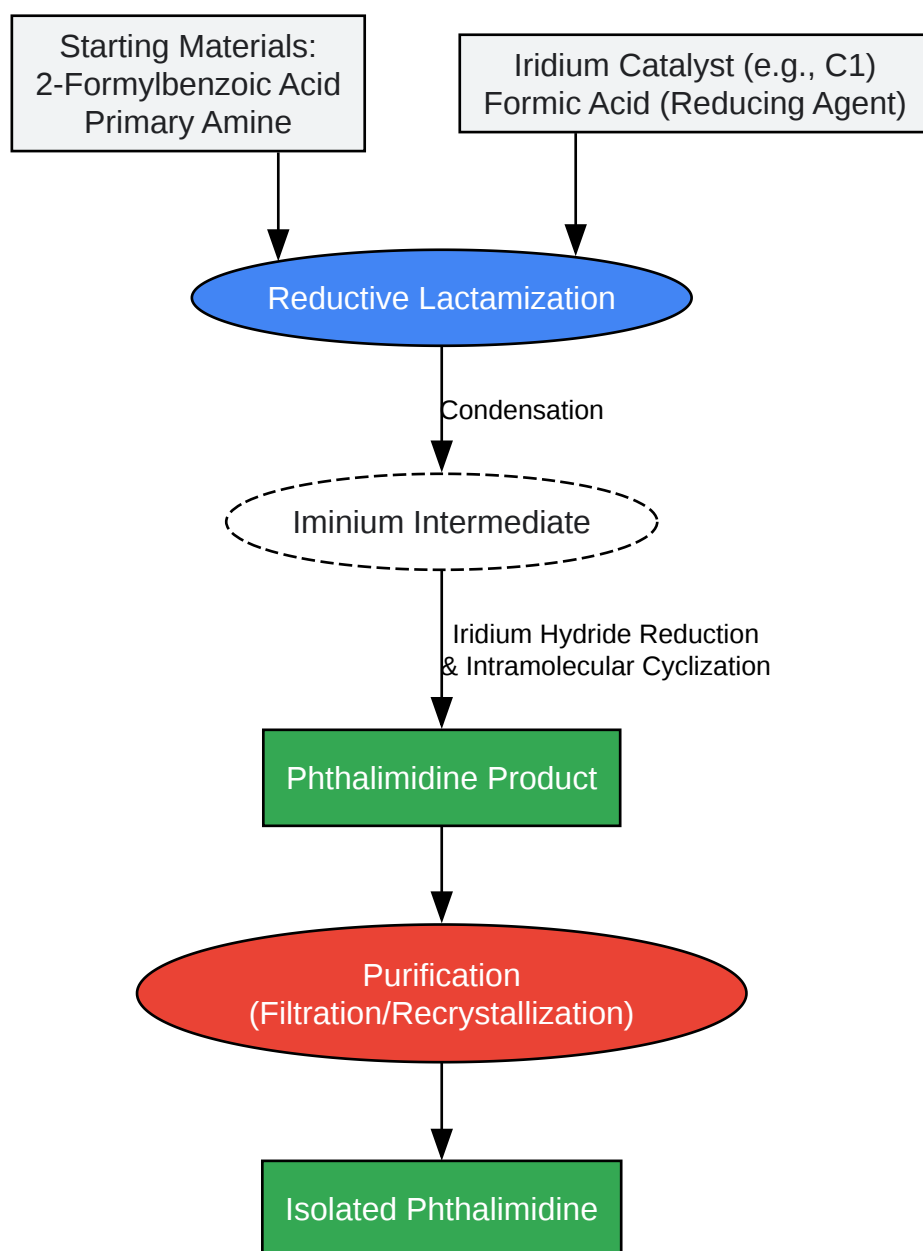 Starting Materials:
2-Formylbenzoic Acid
Primary Amine
Iridium Catalyst (e.g., C1)
Formic Acid (Reducing Agent)
Reductive Lactamization
Condensation
Iminium Intermediate
Iridium Hydride Reduction
& Intramolecular Cyclization
Phthalimidine Product
Purification
(Filtration/Recrystallization)
Isolated Phthalimidine